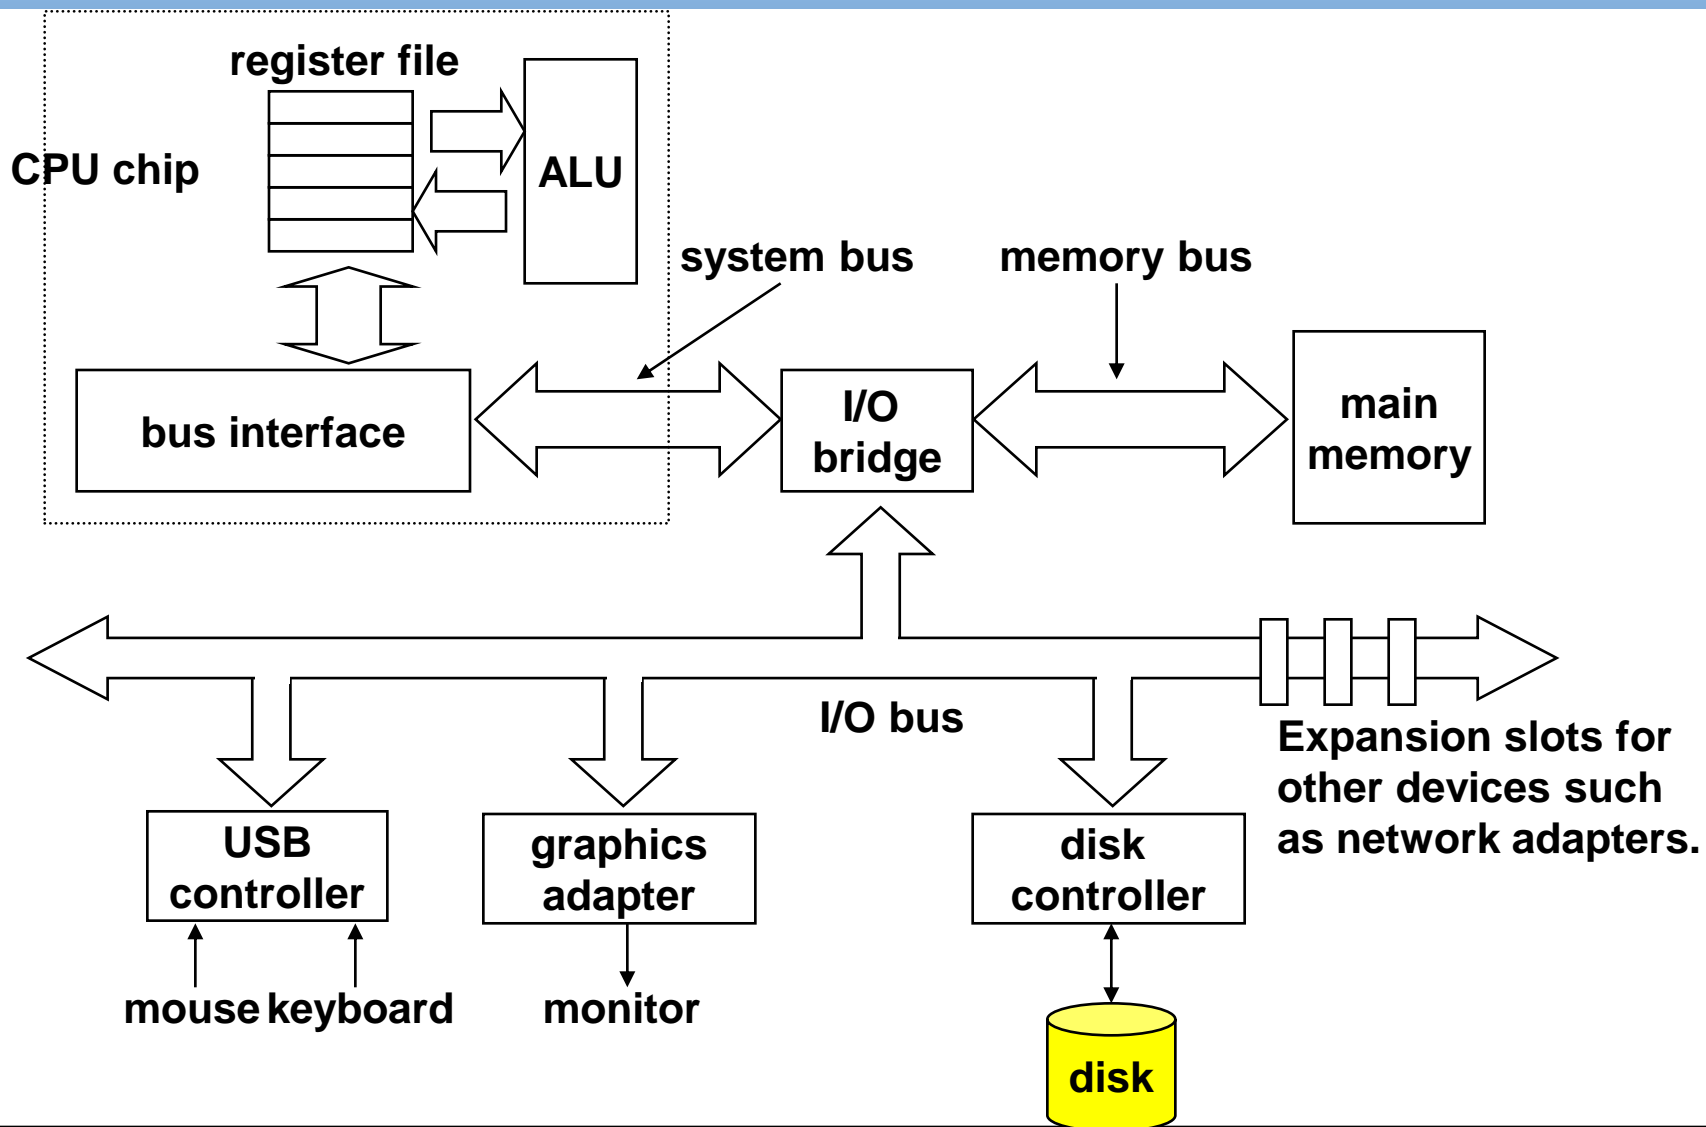 register file
CPU chip
ALU
system bus
memory bus
bus interface
I/O
bridge
main
memory
I/O bus
Expansion slots for
other devices such
as network adapters.
USB
controller
graphics
adapter
disk
controller
mouse
keyboard
monitor
disk